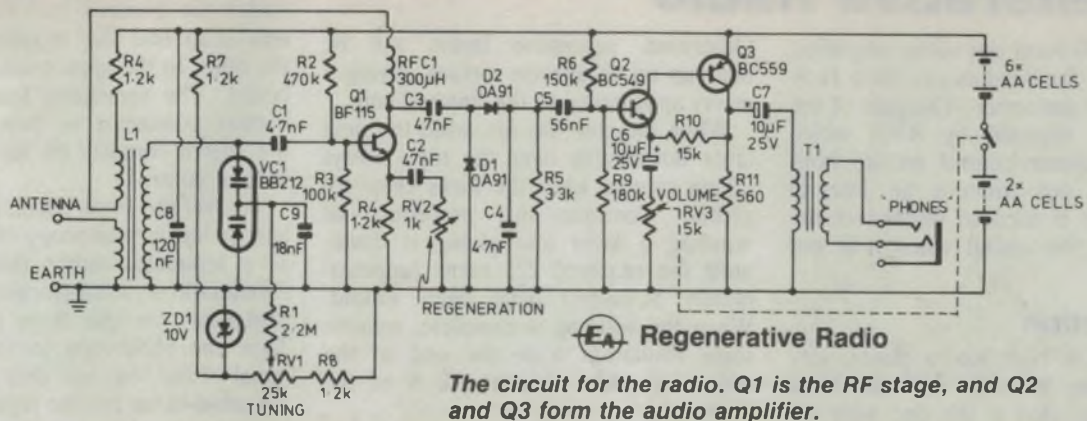 R4
1.2k
R7
1.2k
R2
470k
RFC1
300µH
Q1
BF115
C3
47nF
D2
OA91
C5
56nF
R6
150k
Q2
BC549
Q3
BC559
C7
10µF
25V
6×
AA CELLS
2×
AA CELLS
L1
C1
4.7nF
VC1
BB212
C2
47nF
D1
OA91
C6
10µF
25V
R10
15k
T1
"PHONES"
ANTENNA
EARTH
C8
120
nF
C9
18nF
R3
100k
R4
1.2k
RV2
1k
C4
4.7nF
R5
3.3k
R9
180k
VOLUME
RV3
15k
R11
560
REGENERATION
ZD1
10V
R1
2.2M
RV1
25k
TUNING
R8
1.2k
EA Regenerative Radio
The circuit for the radio. Q1 is the RF stage, and Q2
and Q3 form the audio amplifier.